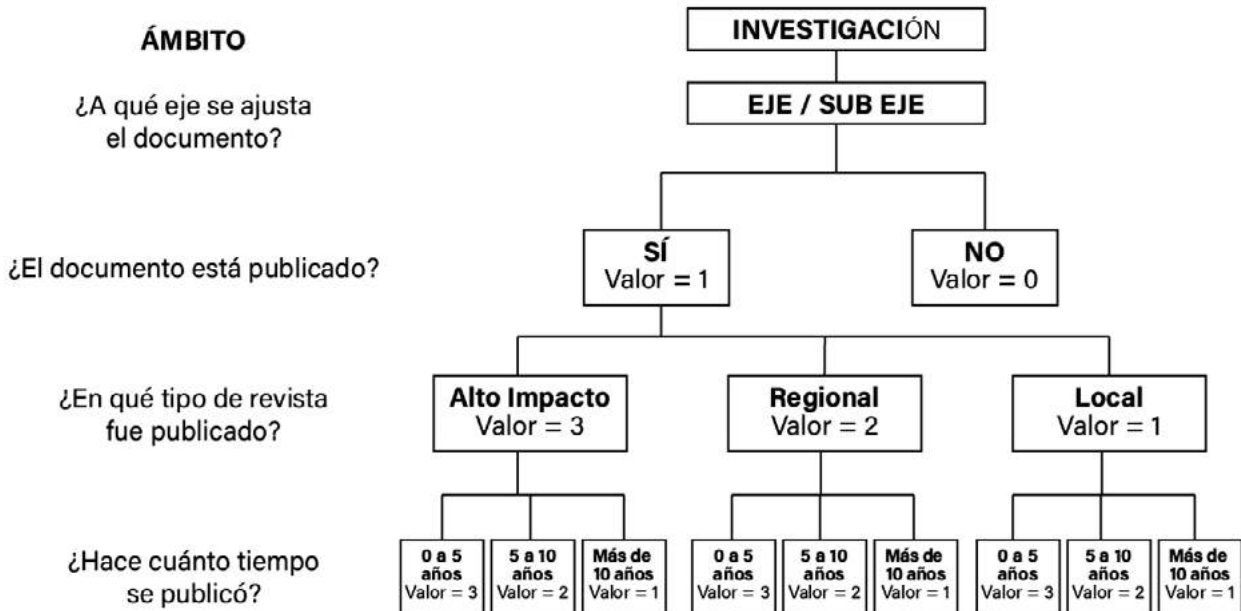 ÁMBITO
INVESTIGACIÓN
¿A qué eje se ajusta
el documento?
EJE / SUB EJE
¿El documento está publicado?
SÍ
Valor = 1
NO
Valor = 0
¿En qué tipo de revista
fue publicado?
Alto Impacto
Valor = 3
Regional
Valor = 2
Local
Valor = 1
¿Hace cuánto tiempo
se publicó?
0 a 5
años
Valor = 3
5 a 10
años
Valor = 2
Más de
10 años
Valor = 1
0 a 5
años
Valor = 3
5 a 10
años
Valor = 2
Más de
10 años
Valor = 1
0 a 5
años
Valor = 3
5 a 10
años
Valor = 2
Más de
10 años
Valor = 1